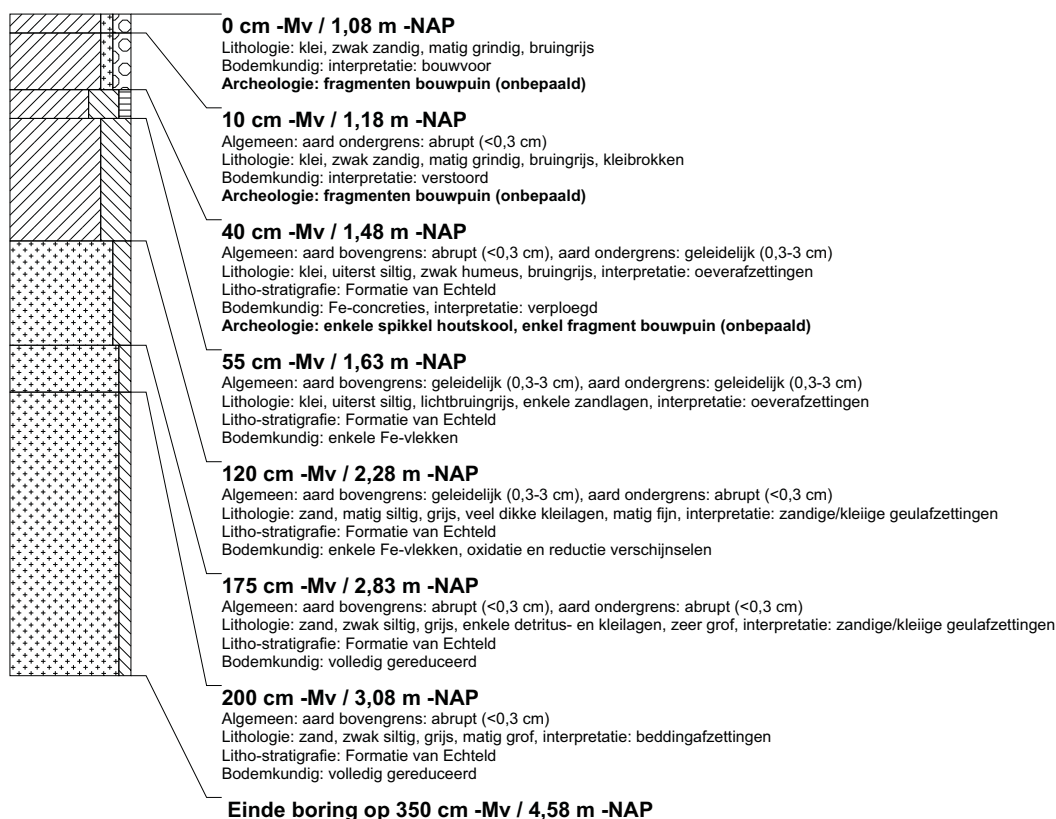 0 cm -Mv / 1,08 m -NAP
Lithologie: klei, zwak zandig, matig grindig, bruingrijs
Bodemkundig: interpretatie: bouwvoor
Archeologie: fragmenten bouwpuin (onbepaald)
10 cm -Mv / 1,18 m -NAP
Algemeen: aard ondergrens: abrupt (<0,3 cm)
Lithologie: klei, zwak zandig, matig grindig, bruingrijs, kleibrokken
Bodemkundig: interpretatie: verstoord
Archeologie: fragmenten bouwpuin (onbepaald)
40 cm -Mv / 1,48 m -NAP
Algemeen: aard bovengrens: abrupt (<0,3 cm), aard ondergrens: geleidelijk (0,3-3 cm)
Lithologie: klei, uiterst siltig, zwak humeus, bruingrijs, interpretatie: oeverafzettingen
Litho-stratigrafie: Formatie van Echteld
Bodemkundig: Fe-concreties, interpretatie: verploegd
Archeologie: enkele spikkel houtskool, enkel fragment bouwpuin (onbepaald)
55 cm -Mv / 1,63 m -NAP
Algemeen: aard bovengrens: geleidelijk (0,3-3 cm), aard ondergrens: geleidelijk (0,3-3 cm)
Lithologie: klei, uiterst siltig, lichtbruingrijs, enkele zandlagen, interpretatie: oeverafzettingen
Litho-stratigrafie: Formatie van Echteld
Bodemkundig: enkele Fe-vlekken
120 cm -Mv / 2,28 m -NAP
Algemeen: aard bovengrens: geleidelijk (0,3-3 cm), aard ondergrens: abrupt (<0,3 cm)
Lithologie: zand, matig siltig, grijs, veel dikke kleilagen, matig fijn, interpretatie: zandige/kleiige geulafzettingen
Litho-stratigrafie: Formatie van Echteld
Bodemkundig: enkele Fe-vlekken, oxidatie en reductie verschijnselen
175 cm -Mv / 2,83 m -NAP
Algemeen: aard bovengrens: abrupt (<0,3 cm), aard ondergrens: abrupt (<0,3 cm)
Lithologie: zand, zwak siltig, grijs, enkele detritus- en kleilagen, zeer grof, interpretatie: zandige/kleiige geulafzettingen
Litho-stratigrafie: Formatie van Echteld
Bodemkundig: volledig gereduceerd
200 cm -Mv / 3,08 m -NAP
Algemeen: aard bovengrens: abrupt (<0,3 cm)
Lithologie: zand, zwak siltig, grijs, matig grof, interpretatie: beddingafzettingen
Litho-stratigrafie: Formatie van Echteld
Bodemkundig: volledig gereduceerd
Einde boring op 350 cm -Mv / 4,58 m -NAP